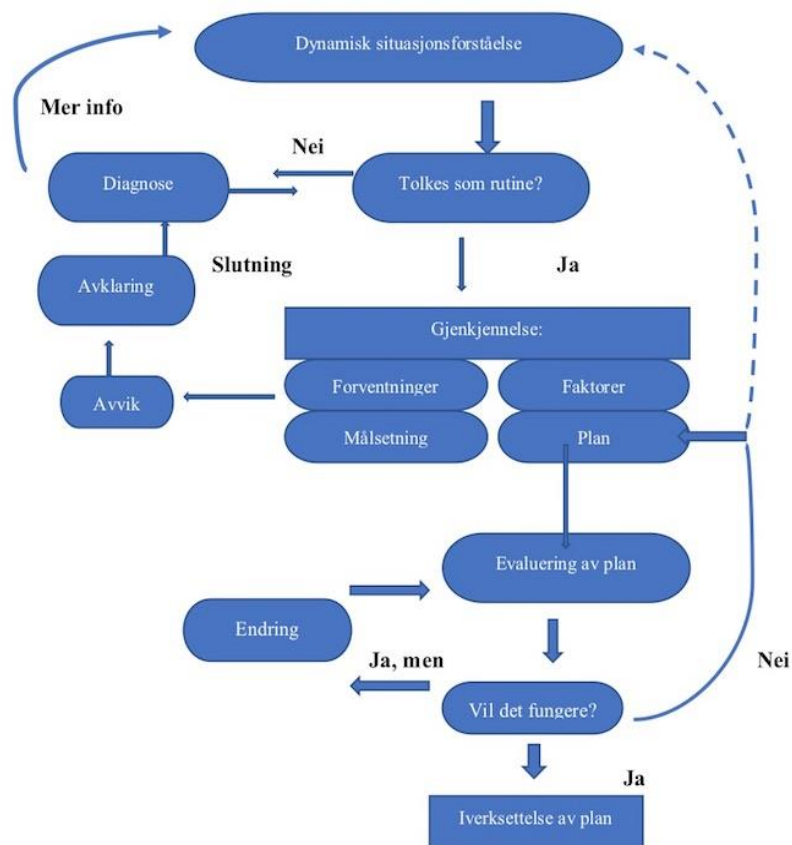 Dynamisk situasjonsforståelse
Mer info
Nei
Diagnose
Tolkes som rutine?
Slutning
Ja
Avklaring
Gjenkjennelse:
Forventninger
Faktorer
Avvik
Målsetning
Plan
Evaluering av plan
Endring
Ja, men
Nei
Vil det fungere?
Ja
Iverksettelse av plan